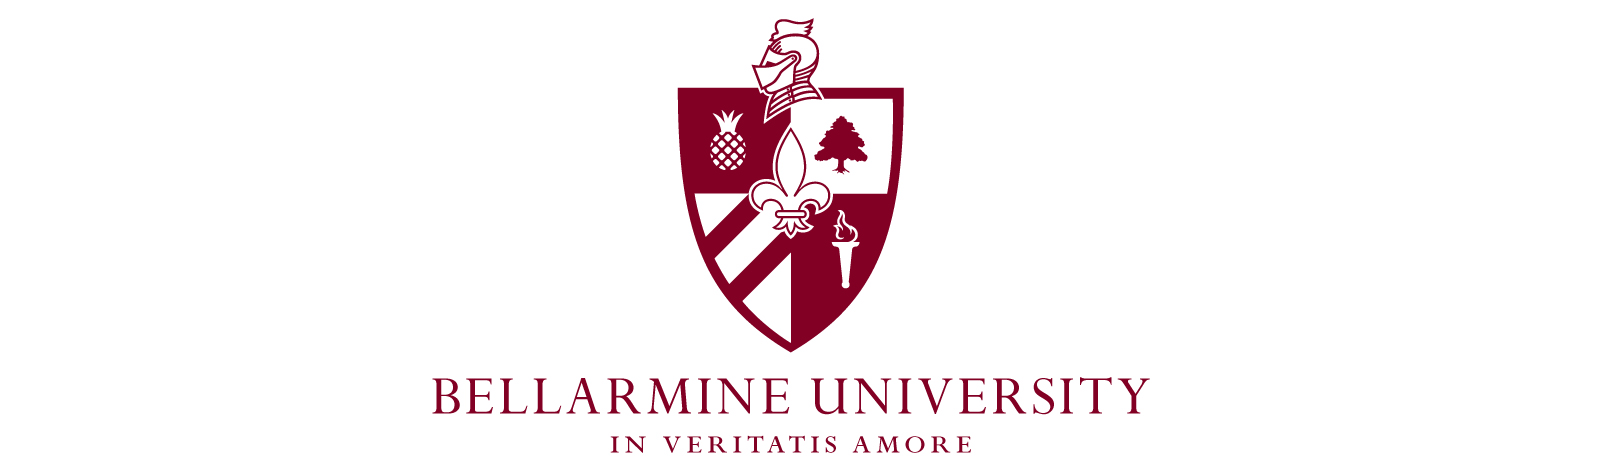 BELLARMINE UNIVERSITY
IN VERITATIS AMORE